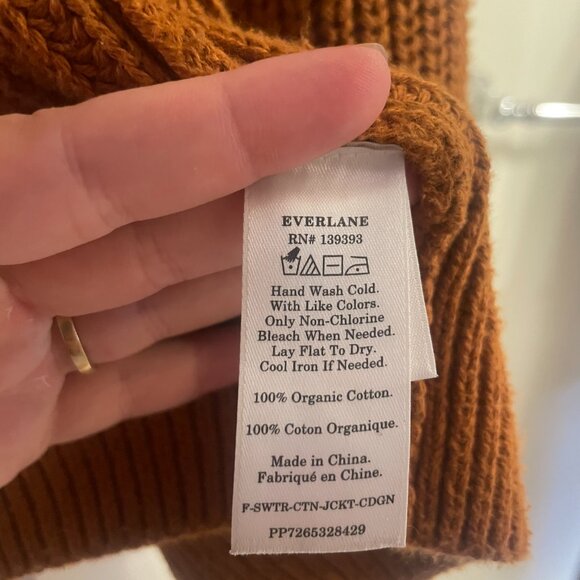 EVERLANE
RN# 139393
Hand Wash Cold.
With Like Colors.
Only Non-Chlorine
Bleach When Needed.
Lay Flat To Dry.
Cool Iron If Needed.
100% Organic Cotton.
100% Coton Organique.
Made in China.
Fabriqué en Chine.
F-SWTR-CTN-JCKT-CDGN
PP7265328429